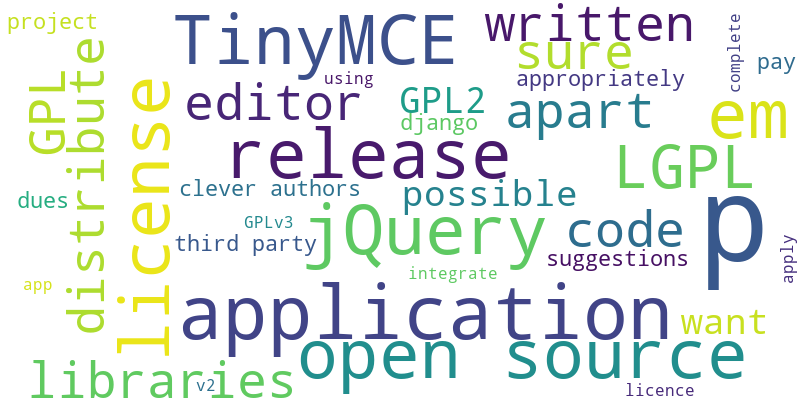 project
TinyMCE
written
sure
complete
pay
using
appropriately
GPL
distribute
license
editor
GPL2
django
apart
em
release
LGPL
dues
clever authors
possible
GPLv3
third party
jQuery
code
suggestions
p
apply
integrate
app
application
want
open source
libraries
v2
licence